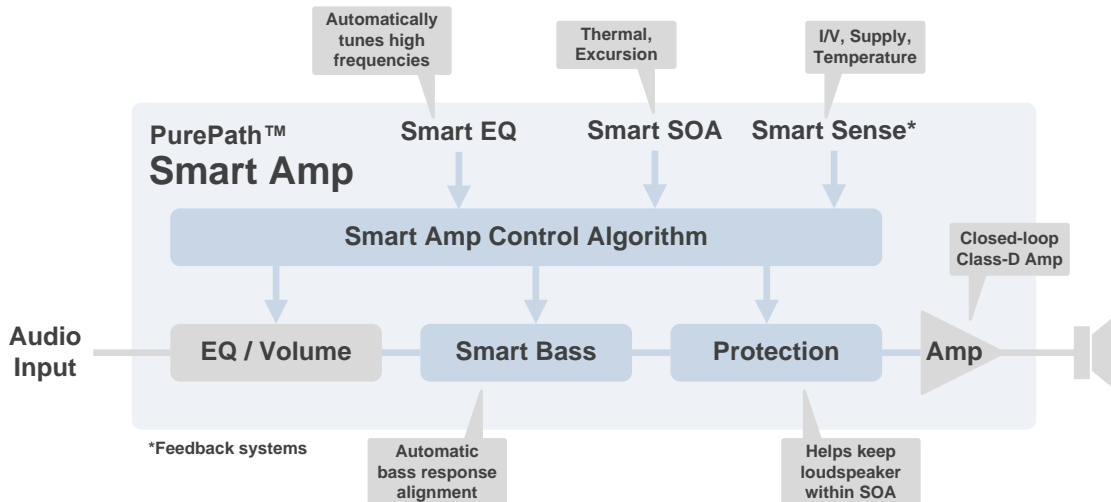 Automatically
tunes high
frequencies
Thermal,
Excursion
I/V, Supply,
Temperature
PurePath™
Smart Amp
Smart EQ
Smart SOA
Smart Sense*
Smart Amp Control Algorithm
Closed-loop
Class-D Amp
Audio
Input
EQ / Volume
Smart Bass
Protection
Amp
*Feedback systems
Automatic
bass response
alignment
Helps keep
loudspeaker
within SOA